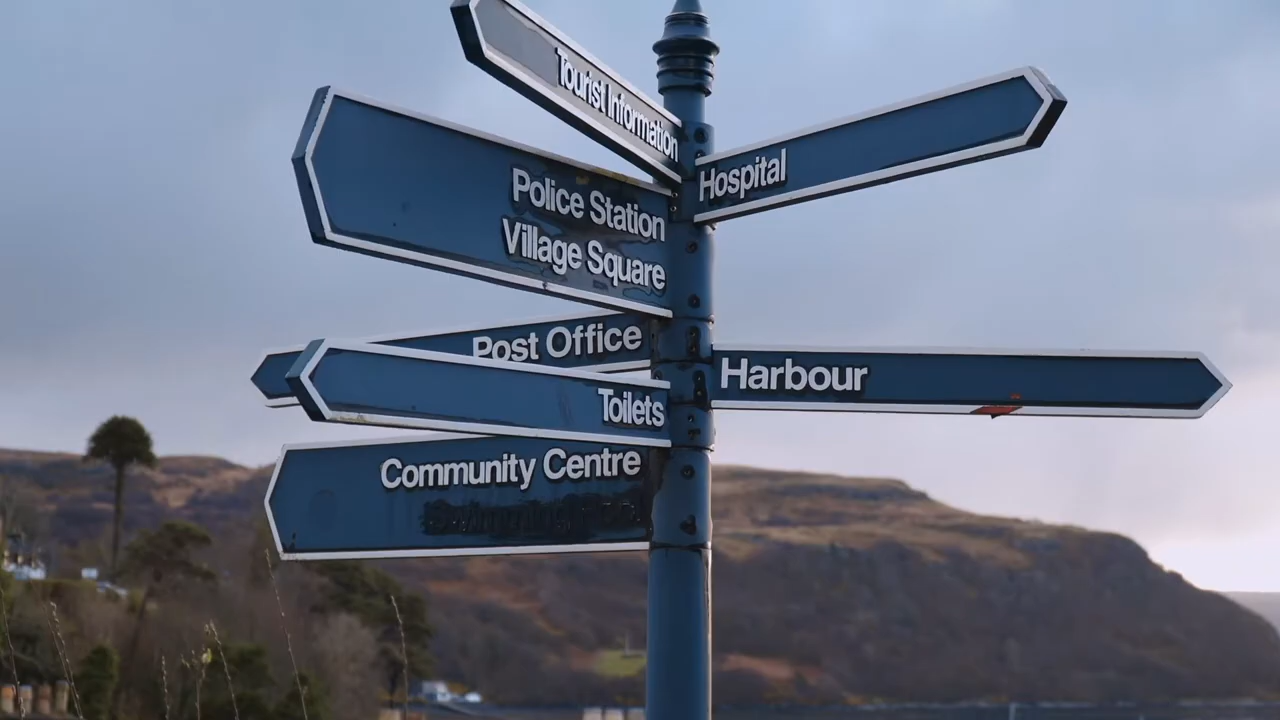 Tourist Information
Hospital
Police Station
Village Square
Post Office
Harbour
Toilets
Community Centre